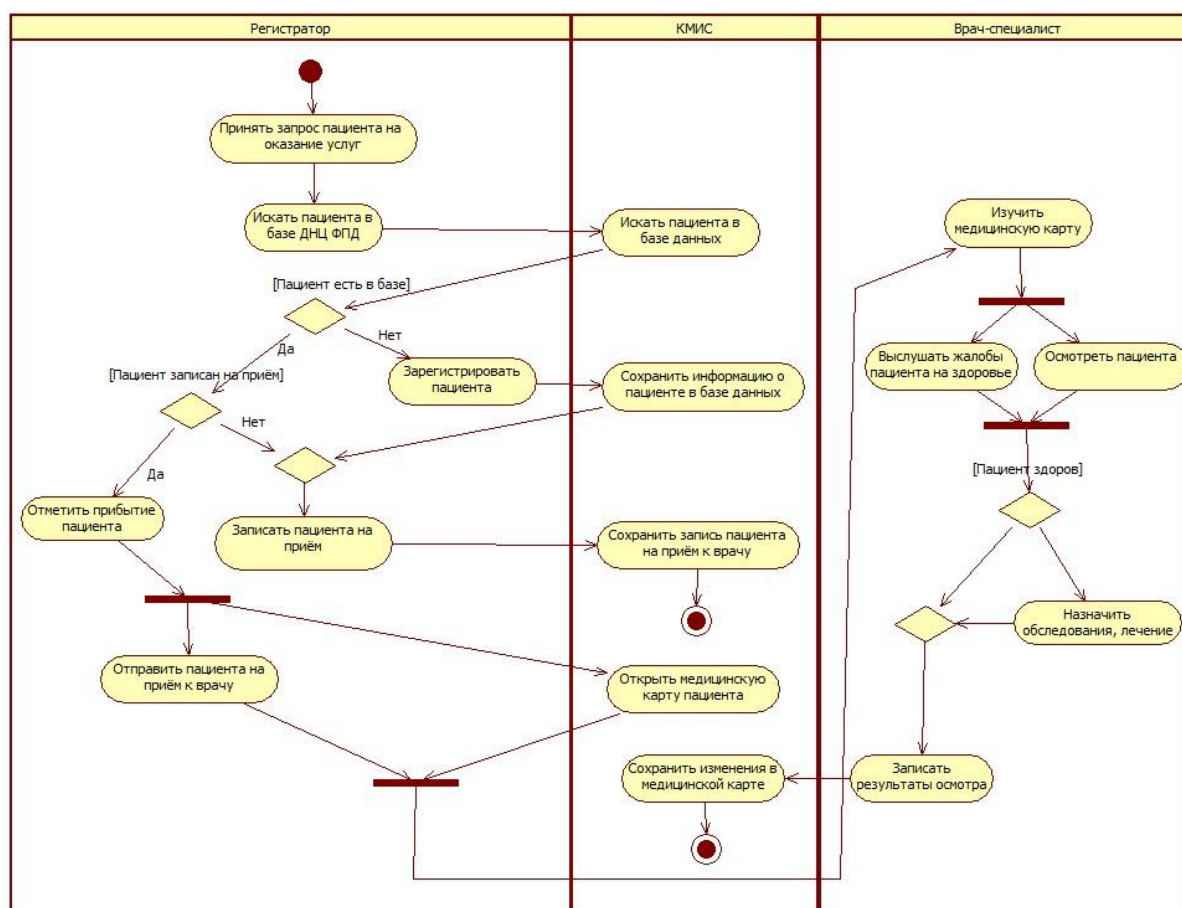 Регистратор
КМИС
Врач-специалист
Принять запрос пациента на
оказание услуг
Искать пациента в
базе ДНЦ ФПД
Искать пациента в
базе данных
Изучить
медицинскую карту
[Пациент есть в базе]
Нет
Да
[Пациент записан на приём]
Зарегистрировать
пациента
Сохранить информацию о
пациенте в базе данных
Выслушать жалобы
пациента на здоровье
Осмотреть пациента
Нет
Да
[Пациент здоров]
Отметить прибытие
пациента
Записать пациента на
приём
Сохранить запись пациента
на приём к врачу
Назначить
обследования, лечение
Отправить пациента на
приём к врачу
Открыть медицинскую
карту пациента
Сохранить изменения в
медицинской карте
Записать
результаты осмотра